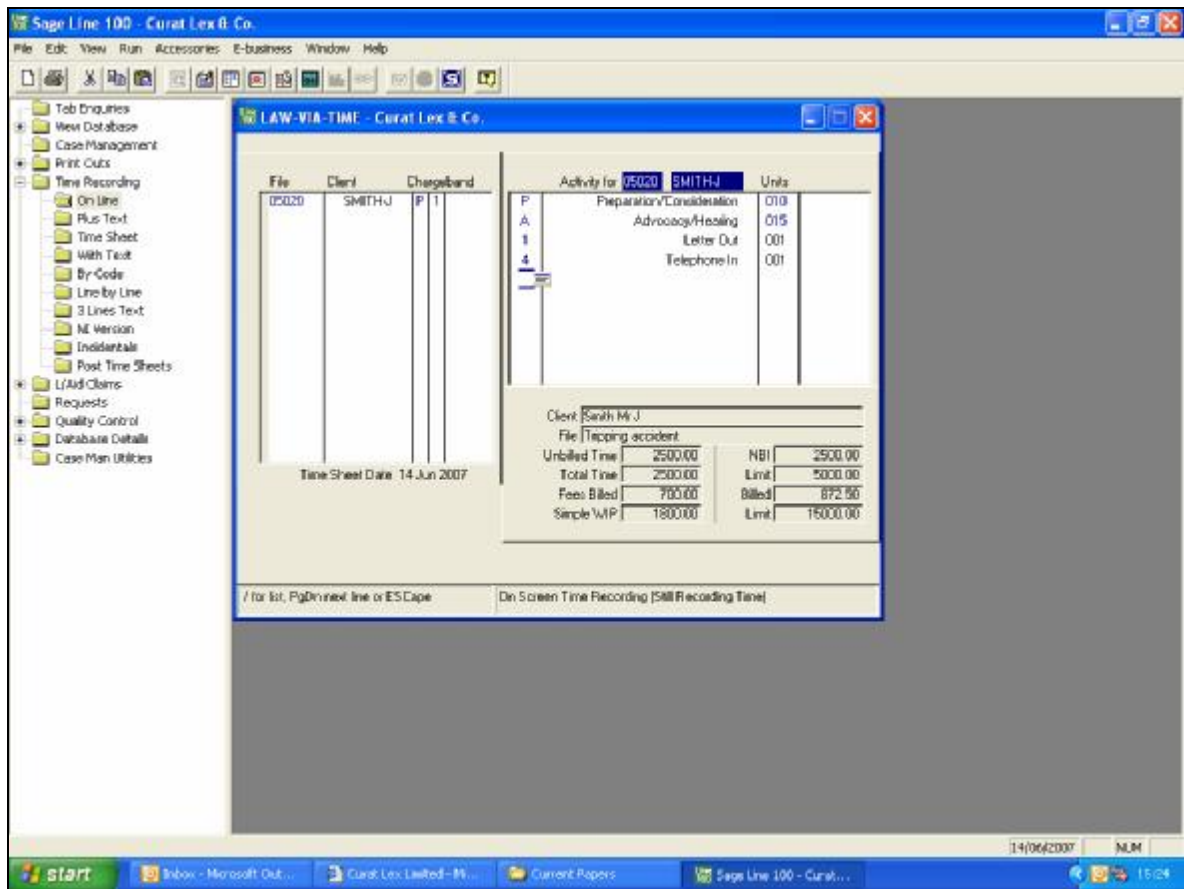 Sage Line 100 - Curat Lex & Co.
File Edit View Run Accessories E-business Window Help
Tab Enquiries
View Database
Case Management
Print Outs
Time Recording
On Line
Plus Text
Time Sheet
With Text
By Code
Line by Line
3 Lines Text
NI Version
Incidentals
Post Time Sheets
L/Aid Claims
Requests
Quality Control
Database Details
Case Man Utilities
LAW-VIA-TIME - Curat Lex & Co.
File Client Chargeband
05020 SMITHJ P 1
Time Sheet Date 14 Jun 2007
Activity for 05020 SMITHJ Units
P Preparation/Consideration 010
A Advocacy/Hearing 015
1 Letter Out 001
4 Telephone In 001
Client Smith Mr J
File Tripping accident
Unbilled Time 2500.00 NBI 2500.00
Total Time 2500.00 Limit 5000.00
Fees Billed 700.00 Billed 872.50
Simple WIP 1800.00 Limit 15000.00
/ for list, PgDn next line or ESCape
On Screen Time Recording (Still Recording Time)
14/06/2007 NUM
start
Inbox - Microsoft Out...
Curat Lex Limited - Mi...
Current Papers
Sage Line 100 - Curat...
15:24